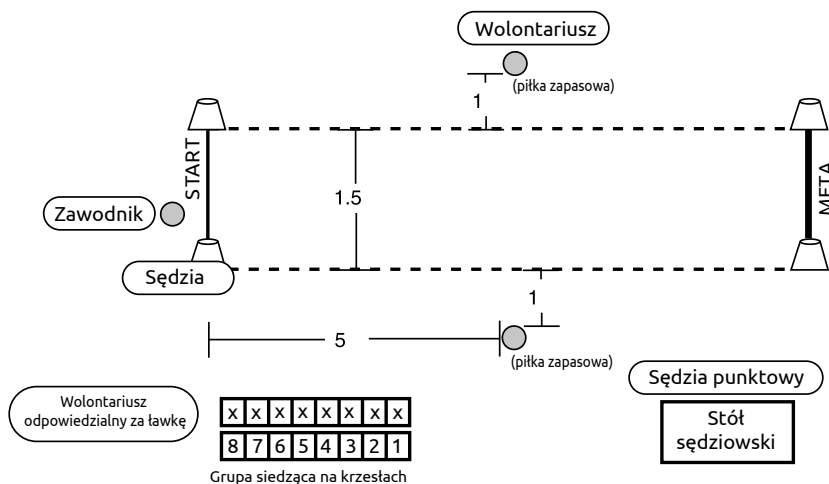 Wolontariusz
(piłka zapasowa)
1
START
META
1.5
Zawodnik
Sędzia
1
5
(piłka zapasowa)
Sędzia punktowy
Wolontariusz
odpowiedzialny za ławkę
x x x x x x x x
8 7 6 5 4 3 2 1
Stół
sędziowski
Grupa siedząca na krzesłach